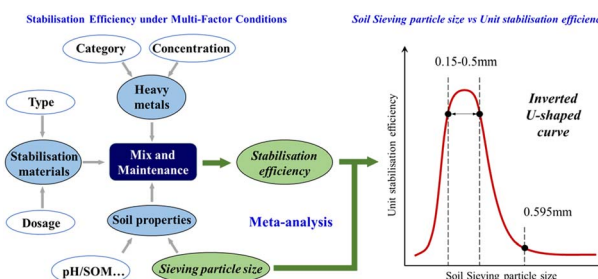 Stabilisation Efficiency under Multi-Factor Conditions
Category
Concentration
Heavy
metals
Type
Stabilisation
materials
Dosage
Mix and
Maintenance
Stabilisation
efficiency
Soil properties
Meta-analysis
pH/SOM…
Sieving particle size
Soil Sieving particle size vs Unit stabilisation efficienc
0.15-0.5mm
Inverted
U-shaped
curve
0.595mm
Unit stabilisation efficiency
Soil Sieving particle size